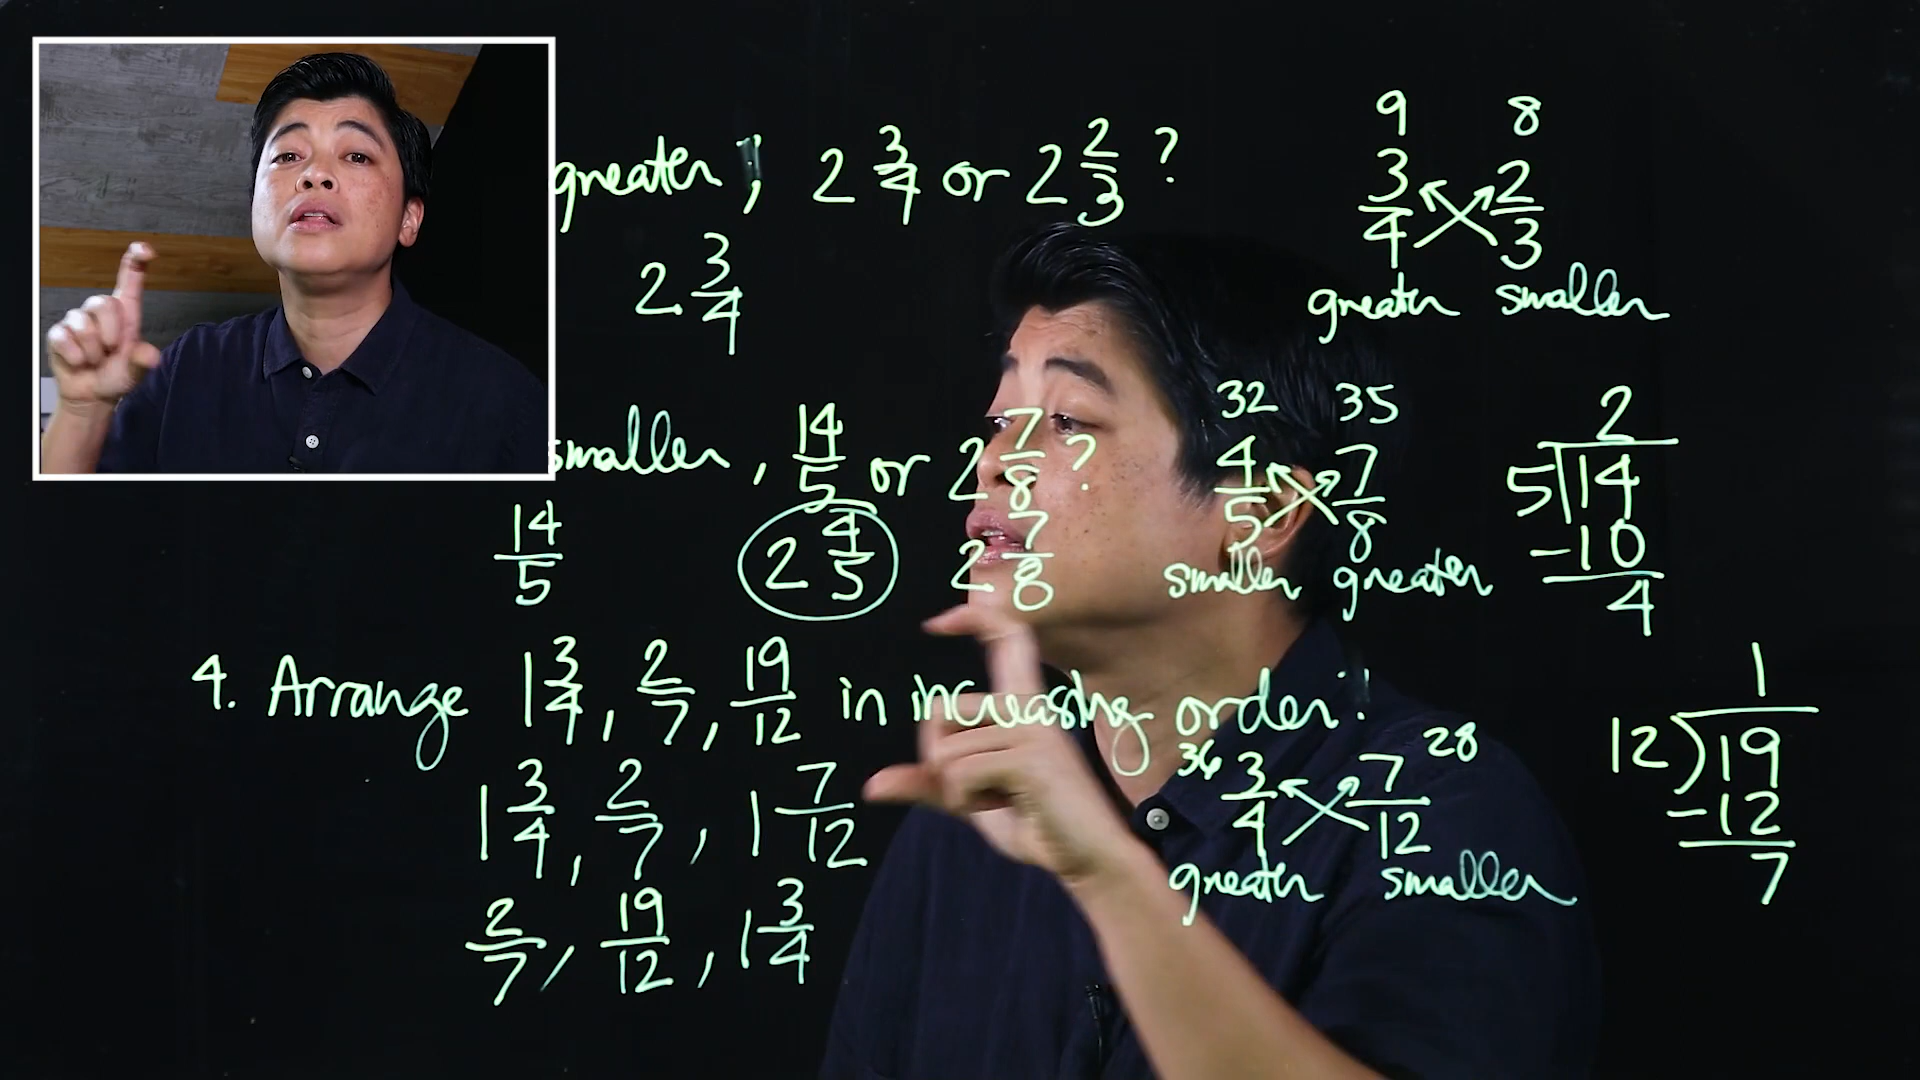 greater, 2 3/4 or 2 2/3 ?
2 3/4
9 8
3/4 2/3
greater smaller
smaller, 14/5 or 2 7/8 ?
14/5 2 4/5 2 7/8
32 35
4/5 7/8
smaller greater
2
5)14
-10
4
4. Arrange 1 3/4, 2/7, 19/12 in increasing order.
1 3/4, 2/7, 1 7/12
2/7, 19/12, 1 3/4
36 3/4 7/12 28
greater smaller
1
12)19
-12
7